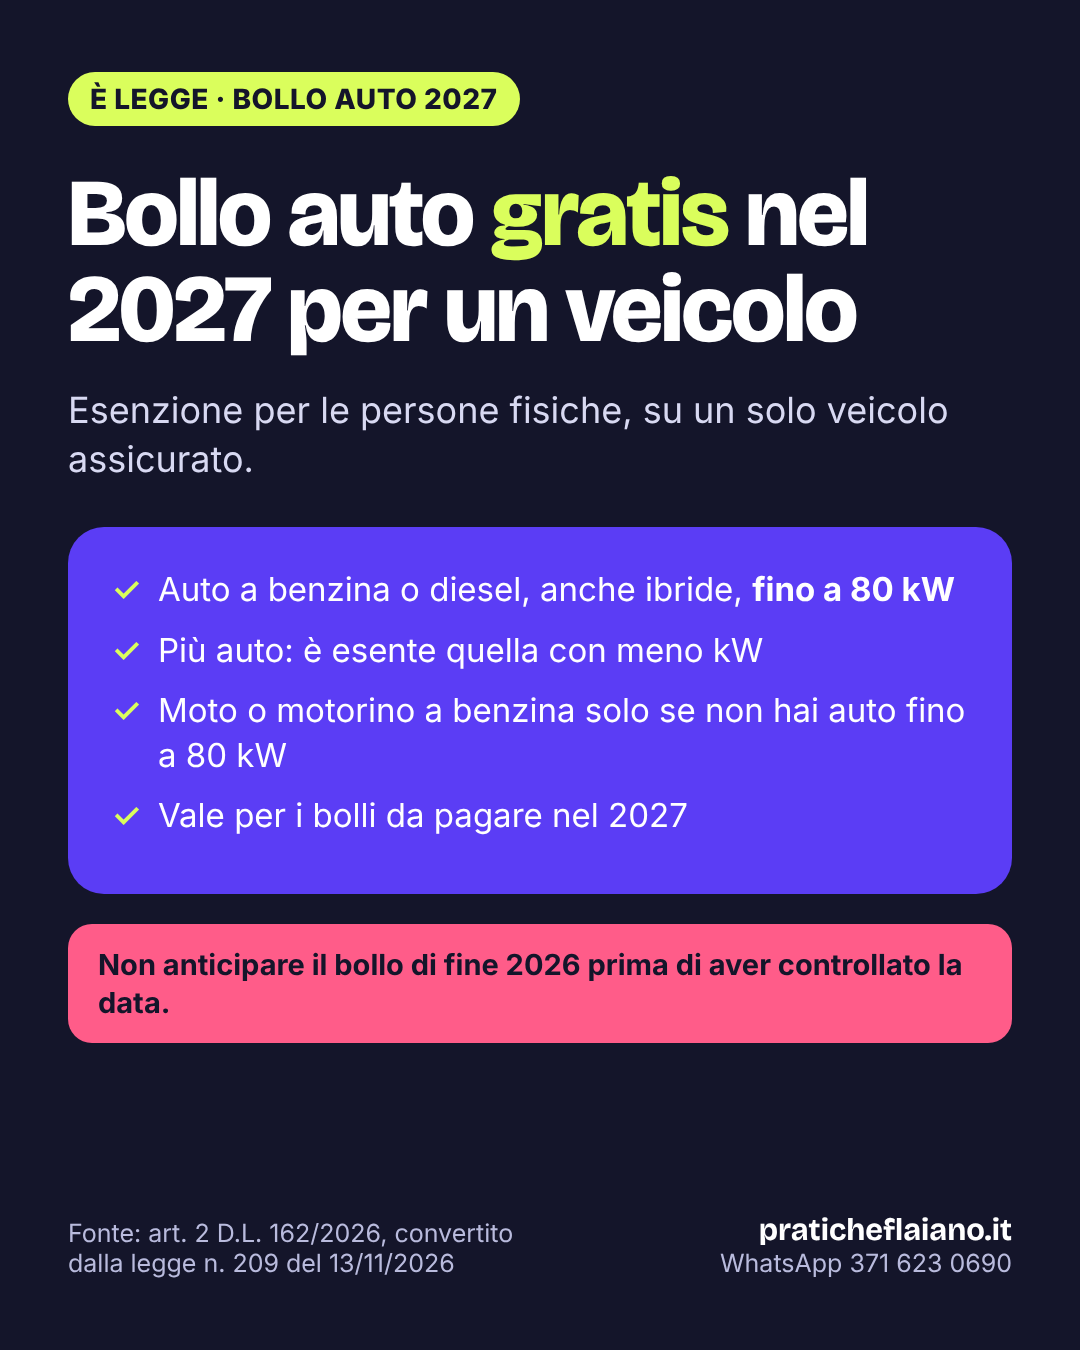 È LEGGE · BOLLO AUTO 2027
Bollo auto gratis nel
2027 per un veicolo
Esenzione per le persone fisiche, su un solo veicolo
assicurato.
Auto a benzina o diesel, anche ibride, fino a 80 kW
Più auto: è esente quella con meno kW
Moto o motorino a benzina solo se non hai auto fino
a 80 kW
Vale per i bolli da pagare nel 2027
Non anticipare il bollo di fine 2026 prima di aver controllato la
data.
Fonte: art. 2 D.L. 162/2026, convertito
dalla legge n. 209 del 13/11/2026
praticheflaiano.it
WhatsApp 371 623 0690